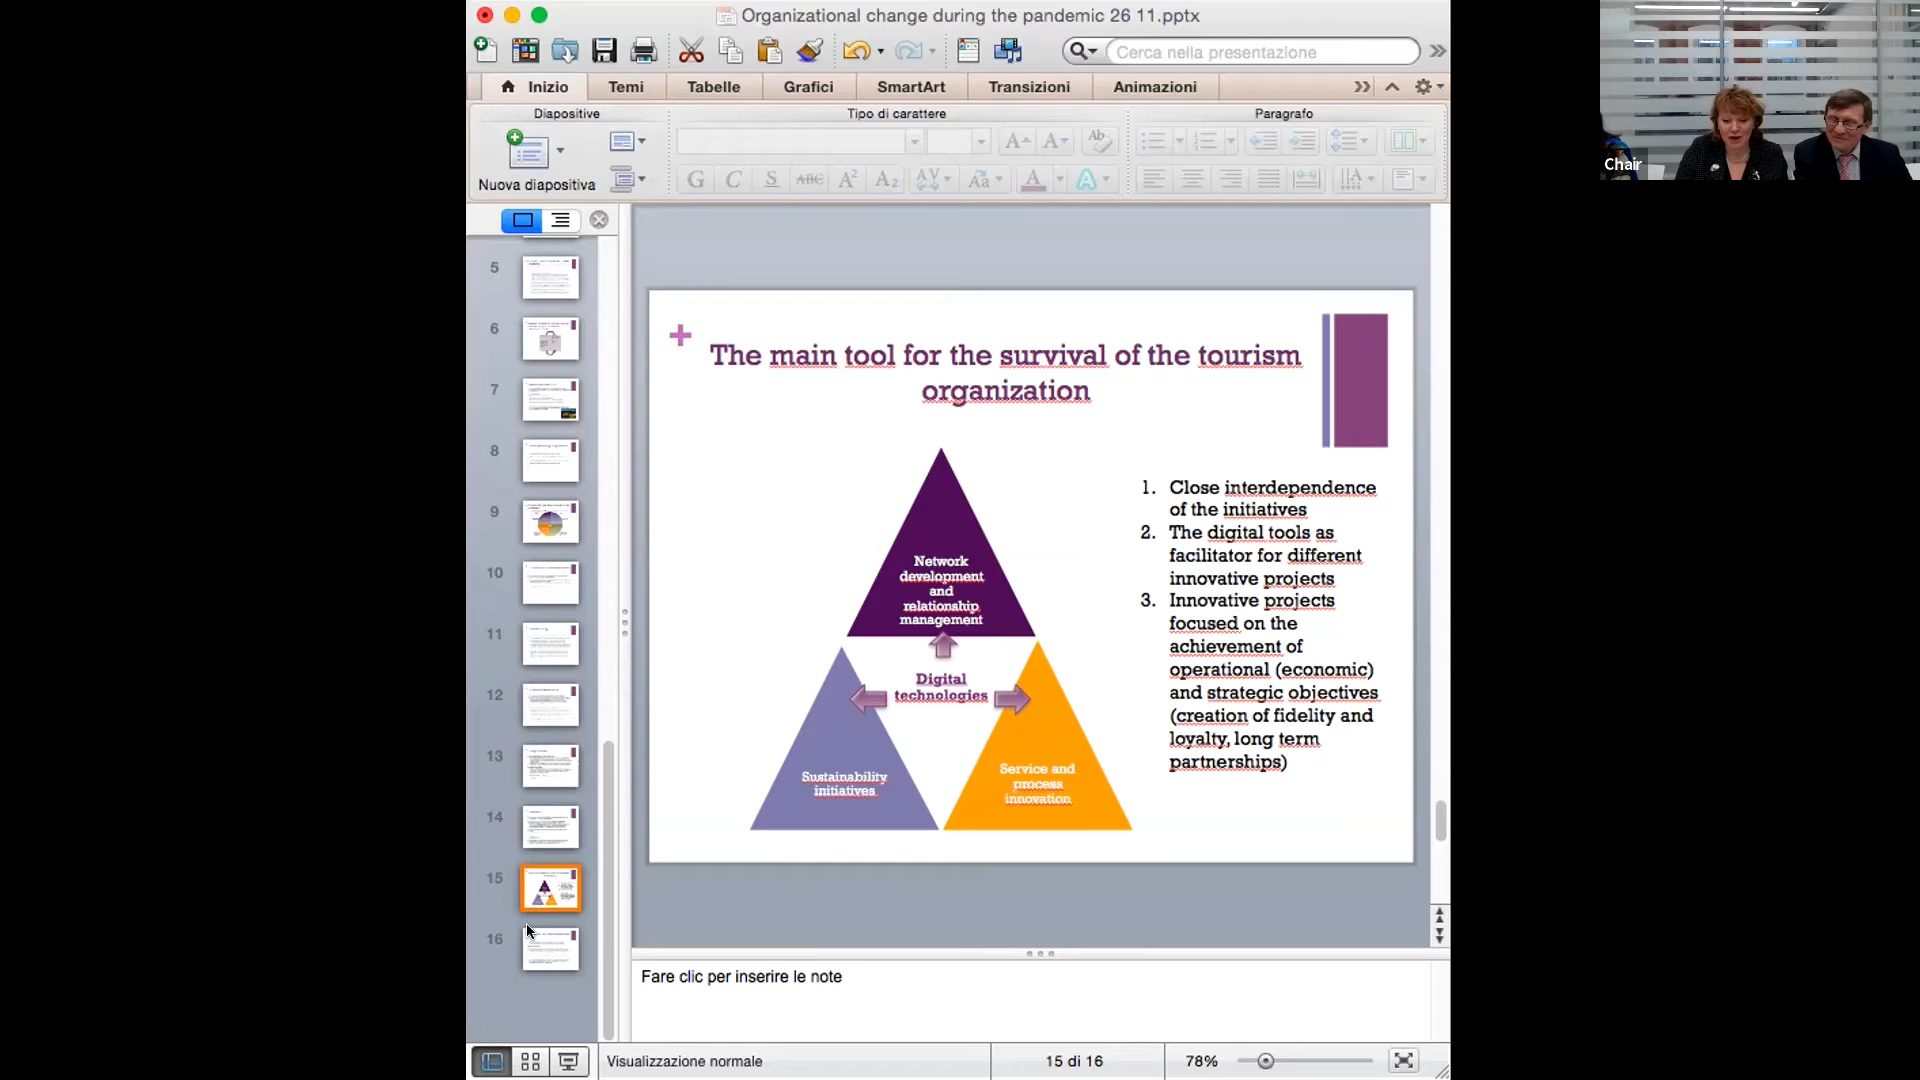 Organizational change during the pandemic 26 11.pptx
Cerca nella presentazione
Inizio
Temi
Tabelle
Grafici
SmartArt
Transizioni
Animazioni
Diapositive
Tipo di carattere
Paragrafo
Nuova diapositiva
G C S ABC A2 A2 AV Aa A A
Chair
5
6
7
8
9
10
11
12
13
14
15
16
The main tool for the survival of the tourism
organization
Network
development
and
relationship
management
Digital
technologies
Sustainability
initiatives
Service and
process
innovation
1. Close interdependence
of the initiatives
2. The digital tools as
facilitator for different
innovative projects
3. Innovative projects
focused on the
achievement of
operational (economic)
and strategic objectives
(creation of fidelity and
loyalty, long term
partnerships)
Fare clic per inserire le note
Visualizzazione normale
15 di 16
78%